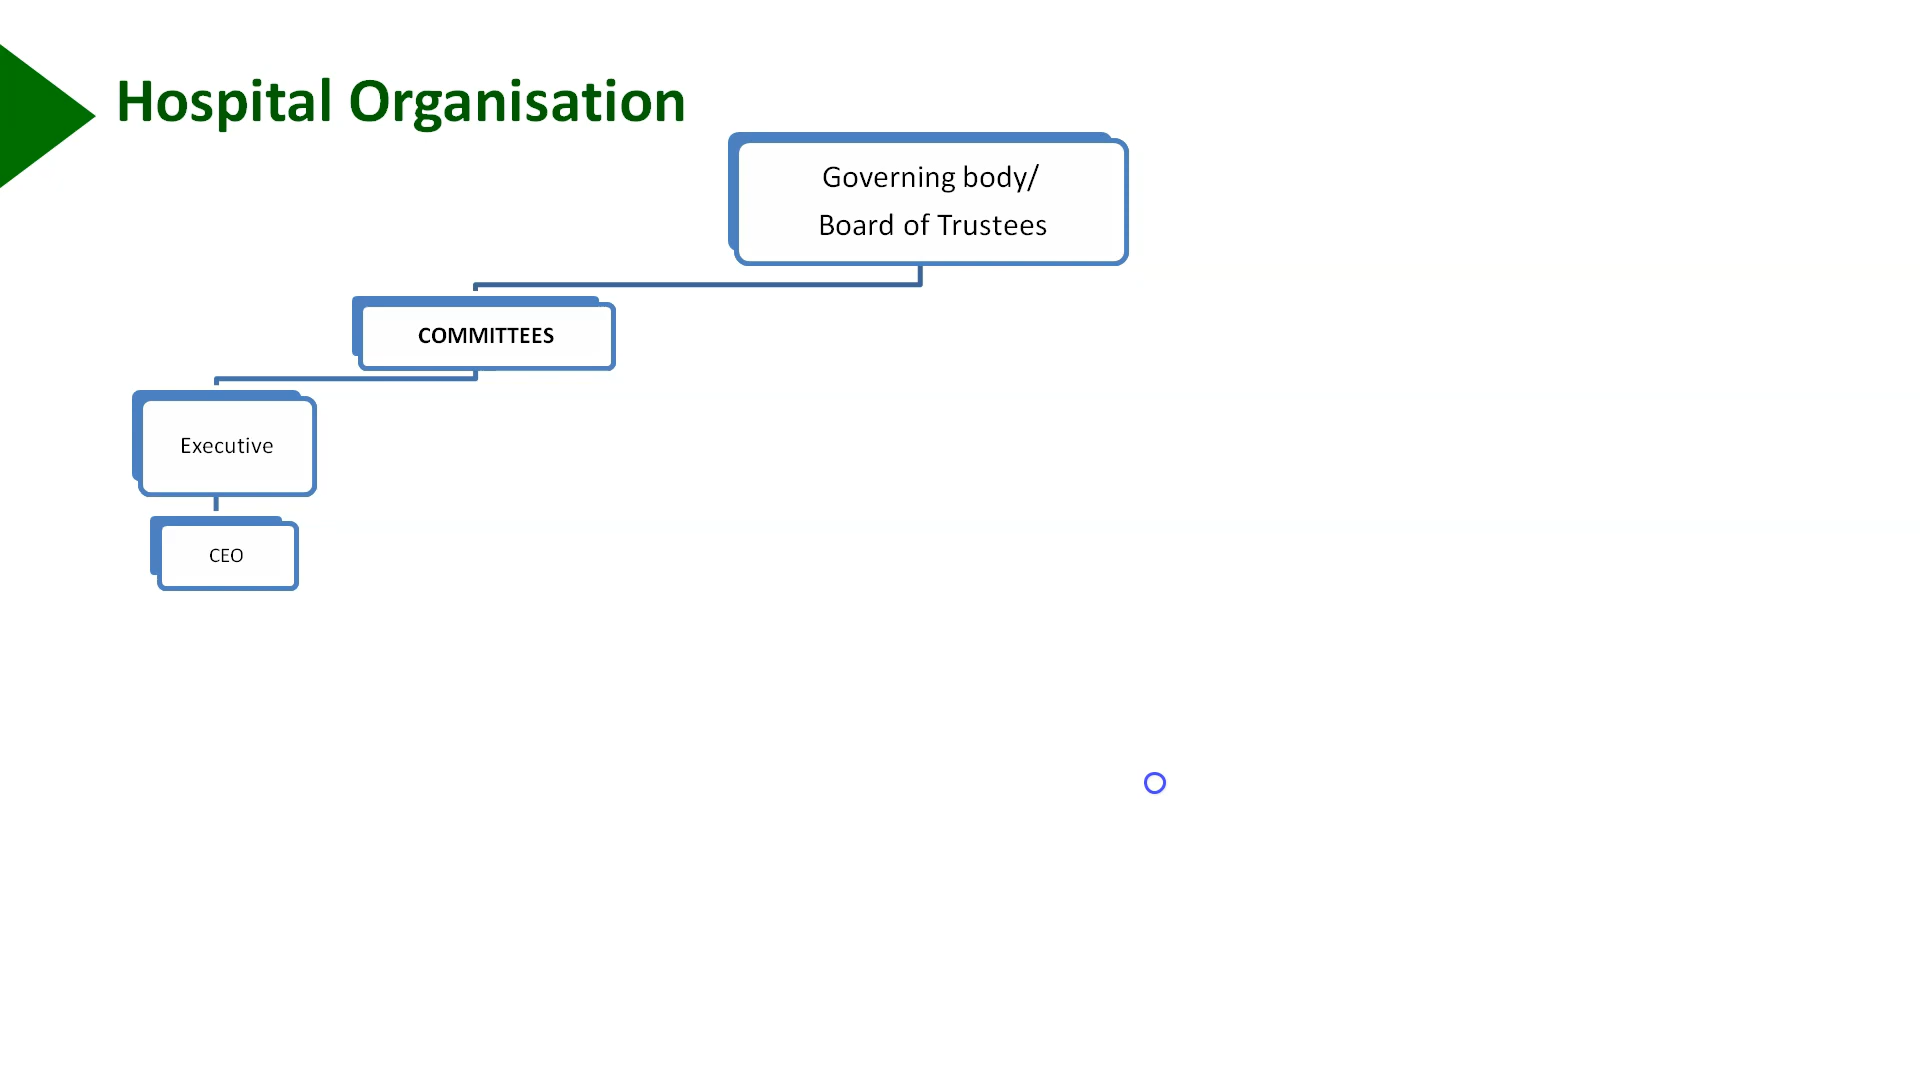 Hospital Organisation
Governing body/
Board of Trustees
COMMITTEES
Executive
CEO